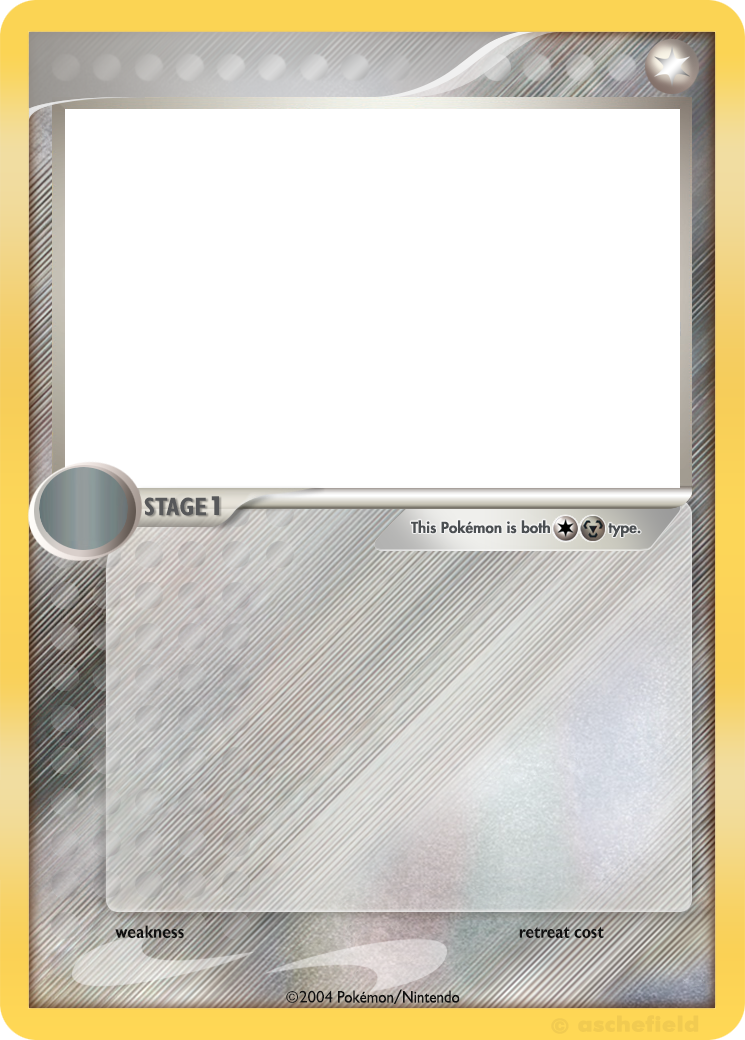 STAGE 1
This Pokémon is both type.
weakness
retreat cost
©2004 Pokémon/Nintendo
© aschefield